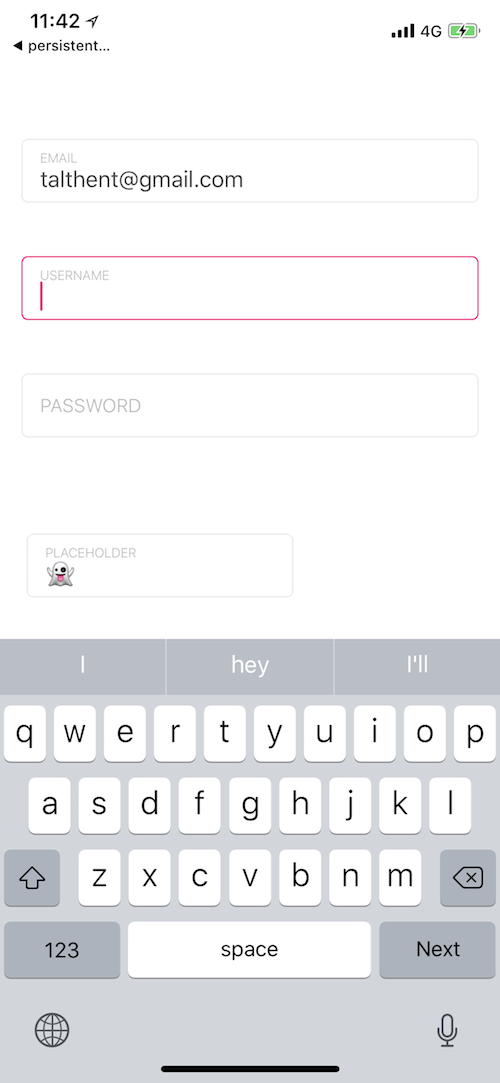 11:42 4G
◀ persistent...
EMAIL
talthent@gmail.com
USERNAME
PASSWORD
PLACEHOLDER
👻
I hey I'll
q w e r t y u i o p
a s d f g h j k l
z x c v b n m
123 space Next